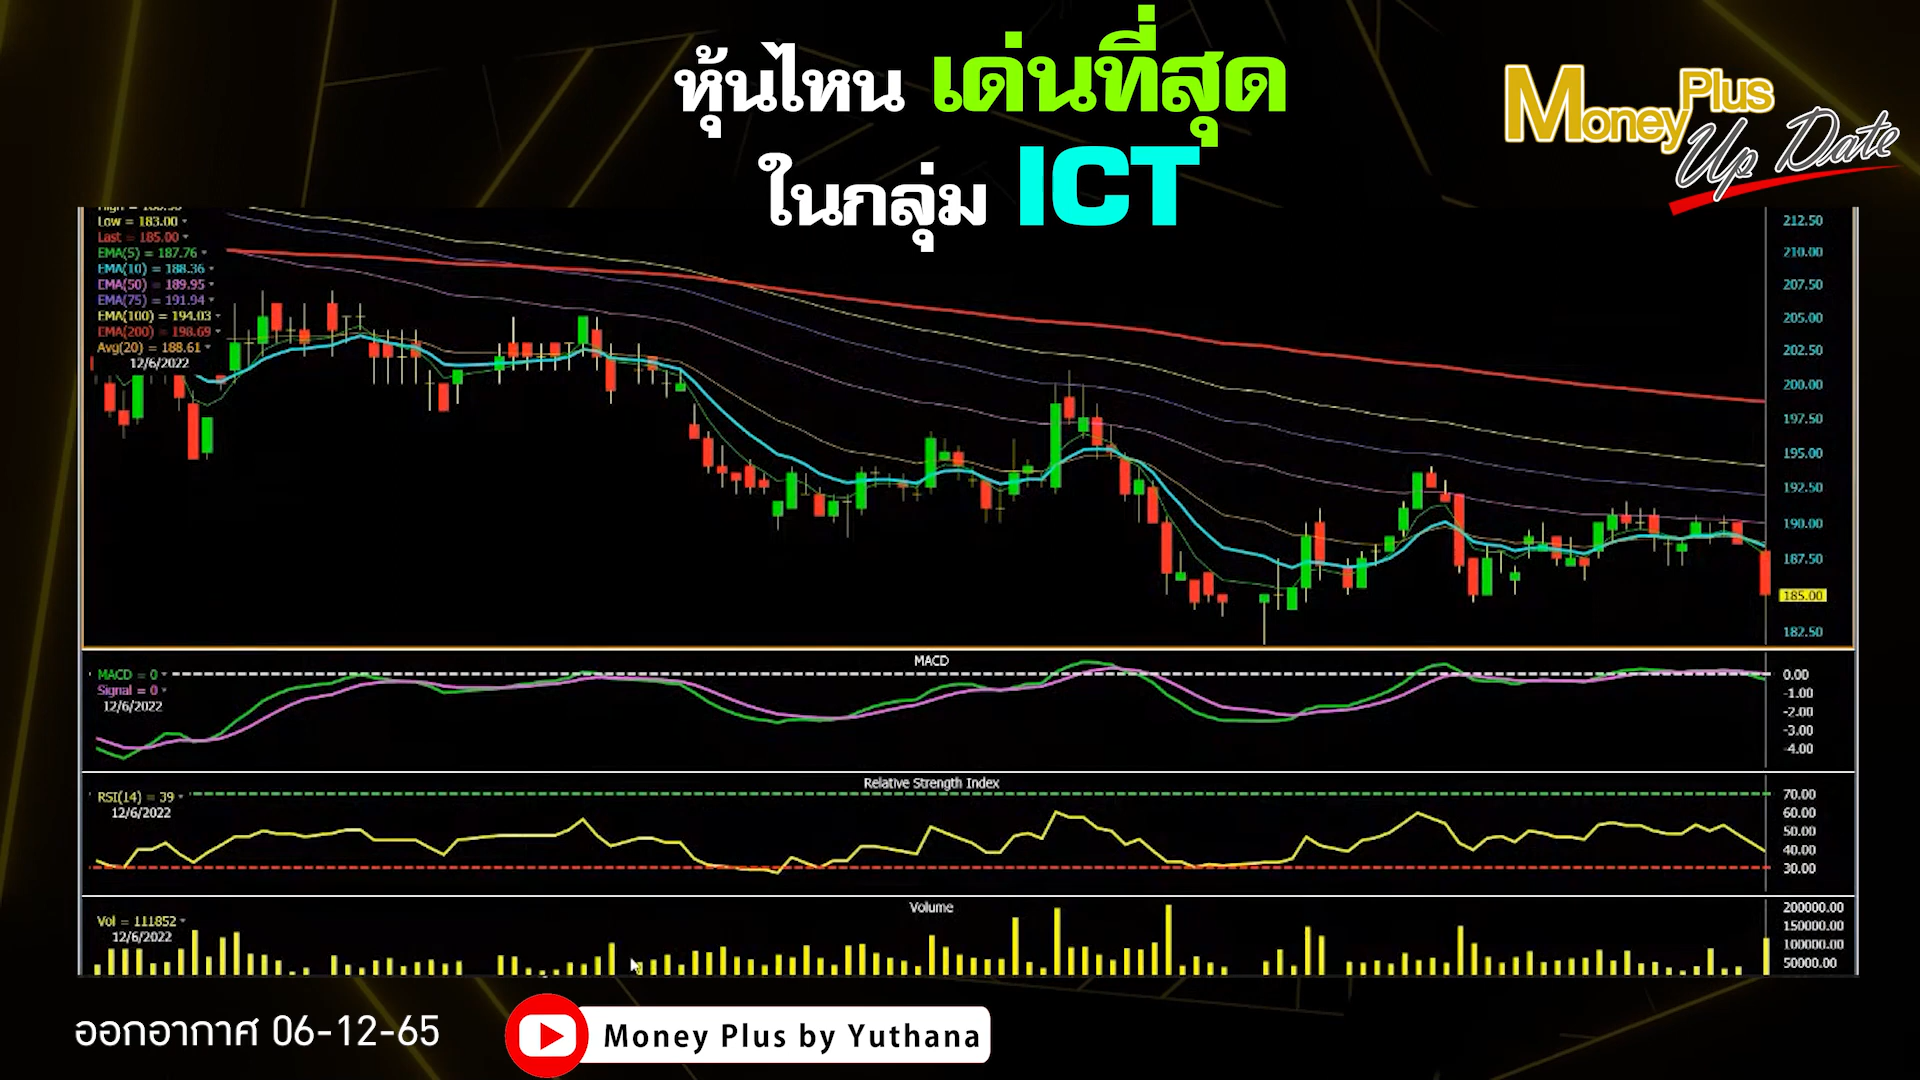 หุ้นไหน เด่นที่สุด
ในกลุ่ม ICT
Money Plus
Up Date
Low = 183.00
Last = 185.00
EMA(5) = 187.76
EMA(10) = 188.36
EMA(50) = 189.95
EMA(75) = 191.94
EMA(100) = 194.03
EMA(200) = 198.69
Avg(20) = 188.61
12/6/2022
212.50
210.00
207.50
205.00
202.50
200.00
197.50
195.00
192.50
190.00
187.50
185.00
182.50
MACD
MACD = 0
Signal = 0
12/6/2022
0.00
-1.00
-2.00
-3.00
-4.00
Relative Strength Index
RSI(14) = 39
12/6/2022
70.00
60.00
50.00
40.00
30.00
Volume
Vol = 111852
12/6/2022
200000.00
150000.00
100000.00
50000.00
ออกอากาศ 06-12-65
Money Plus by Yuthana